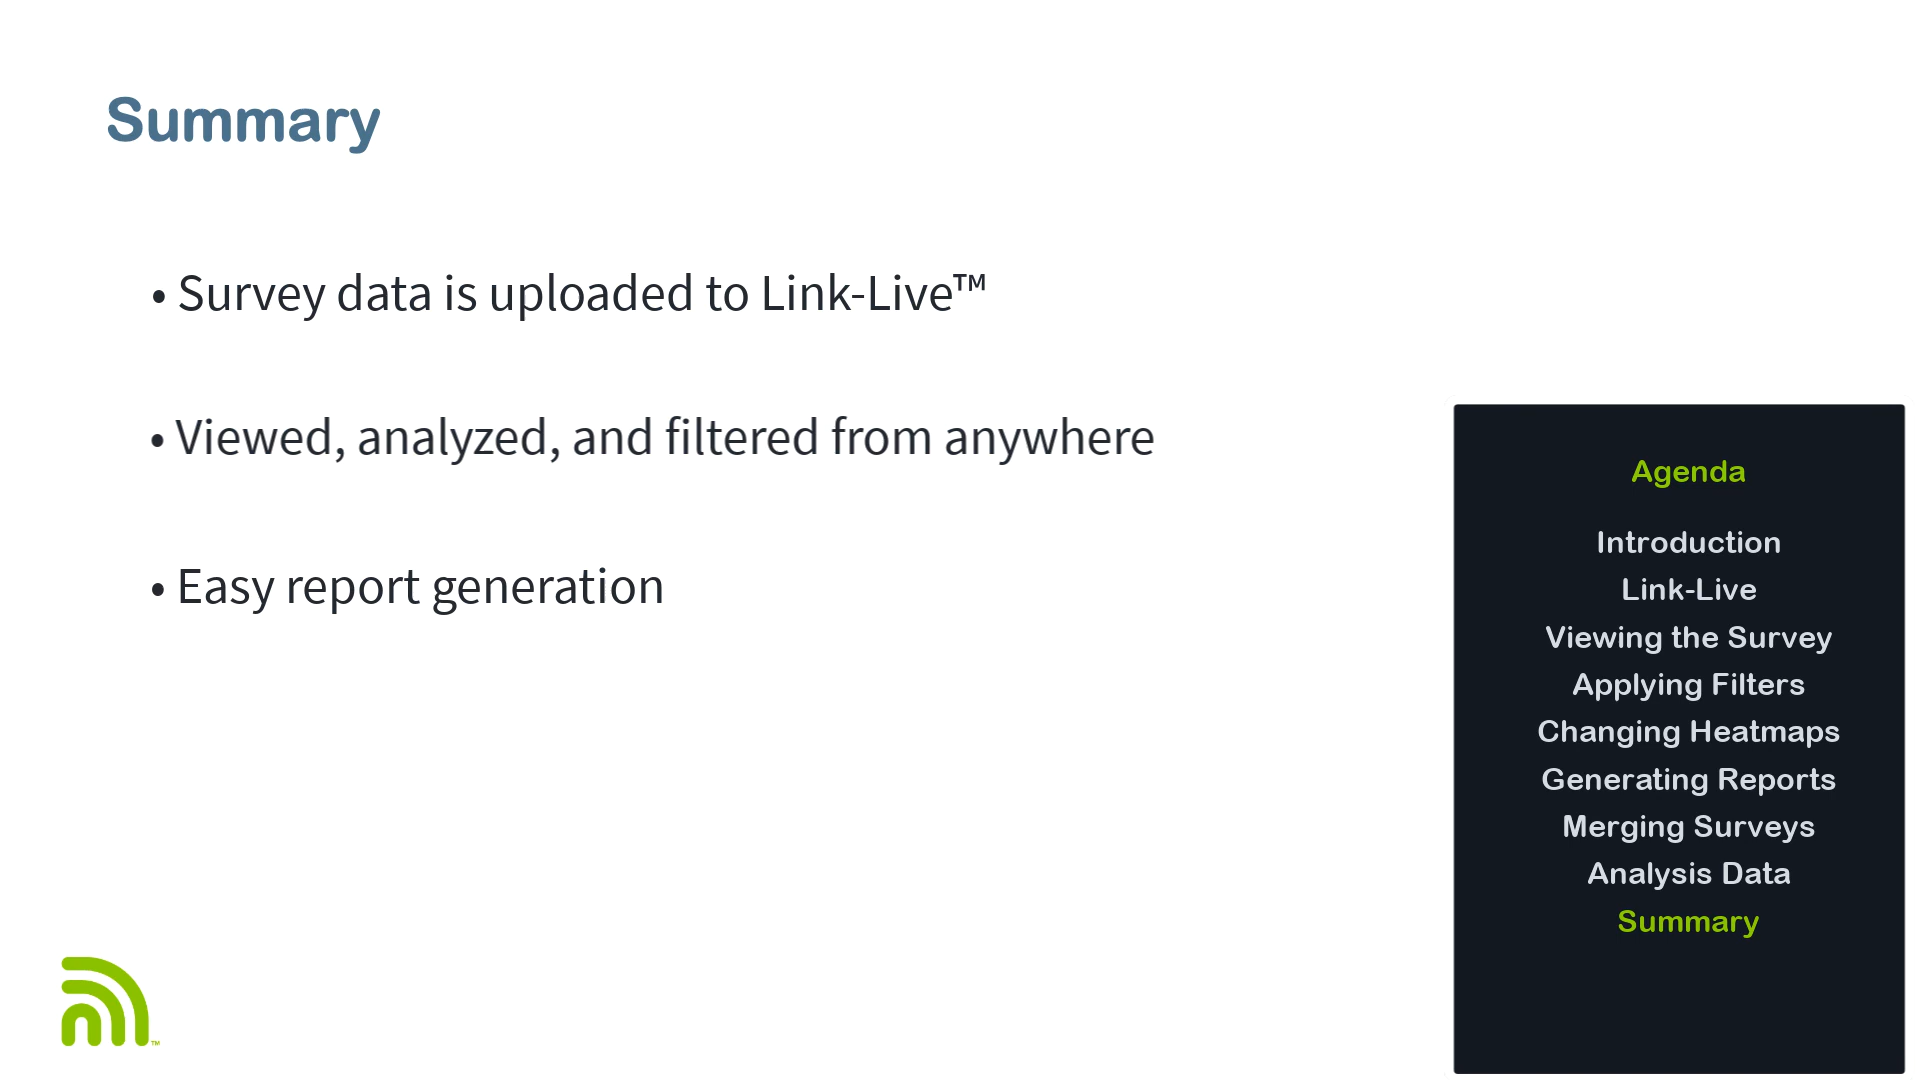 Summary
• Survey data is uploaded to Link-Live™
• Viewed, analyzed, and filtered from anywhere
• Easy report generation
Agenda
Introduction
Link-Live
Viewing the Survey
Applying Filters
Changing Heatmaps
Generating Reports
Merging Surveys
Analysis Data
Summary
™